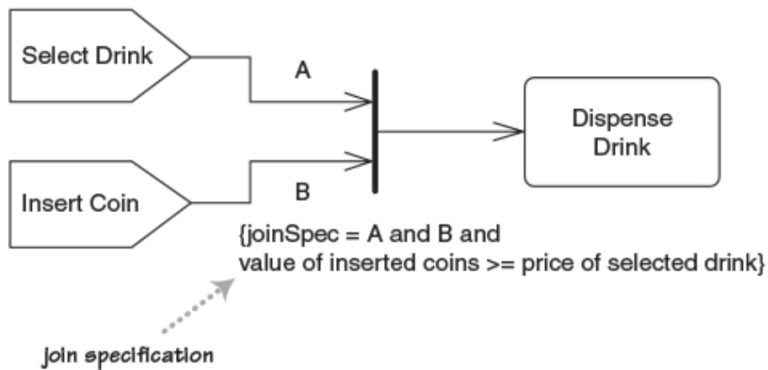 Select Drink
A
Dispense
Drink
Insert Coin
B
{joinSpec = A and B and
value of inserted coins >= price of selected drink}
join specification